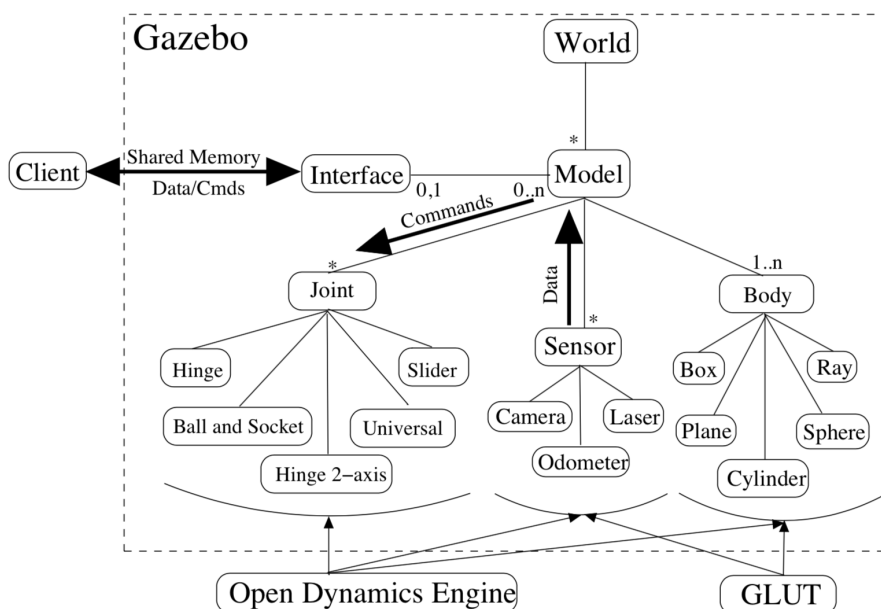 Gazebo
World
*
Client
Shared Memory
Data/Cmds
Interface
0,1
0..n
Model
Commands
Data
*
Joint
*
Sensor
1..n
Body
Hinge
Slider
Ball and Socket
Universal
Hinge 2−axis
Camera
Laser
Odometer
Box
Ray
Plane
Sphere
Cylinder
Open Dynamics Engine
GLUT